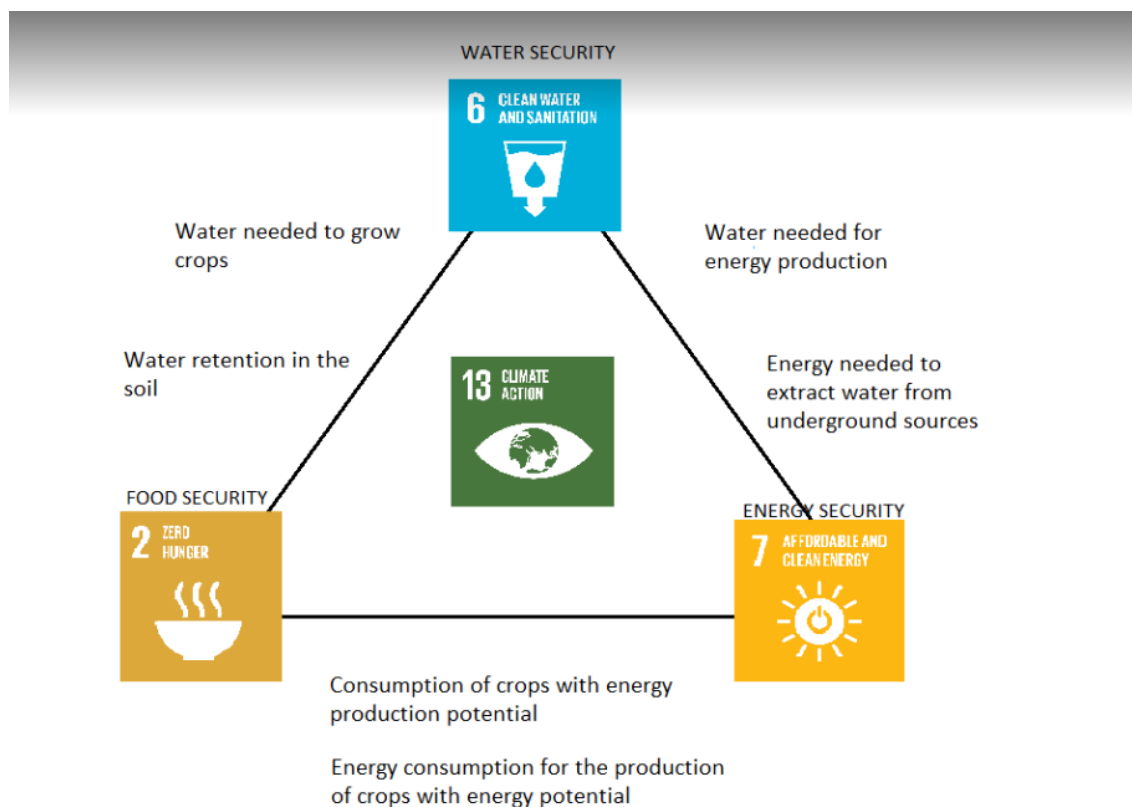 WATER SECURITY
6 CLEAN WATER
AND SANITATION
Water needed to grow
crops
Water needed for
energy production
Water retention in the
soil
13 CLIMATE
ACTION
Energy needed to
extract water from
underground sources
FOOD SECURITY
2 ZERO
HUNGER
ENERGY SECURITY
7 AFFORDABLE AND
CLEAN ENERGY
Consumption of crops with energy
production potential
Energy consumption for the production
of crops with energy potential